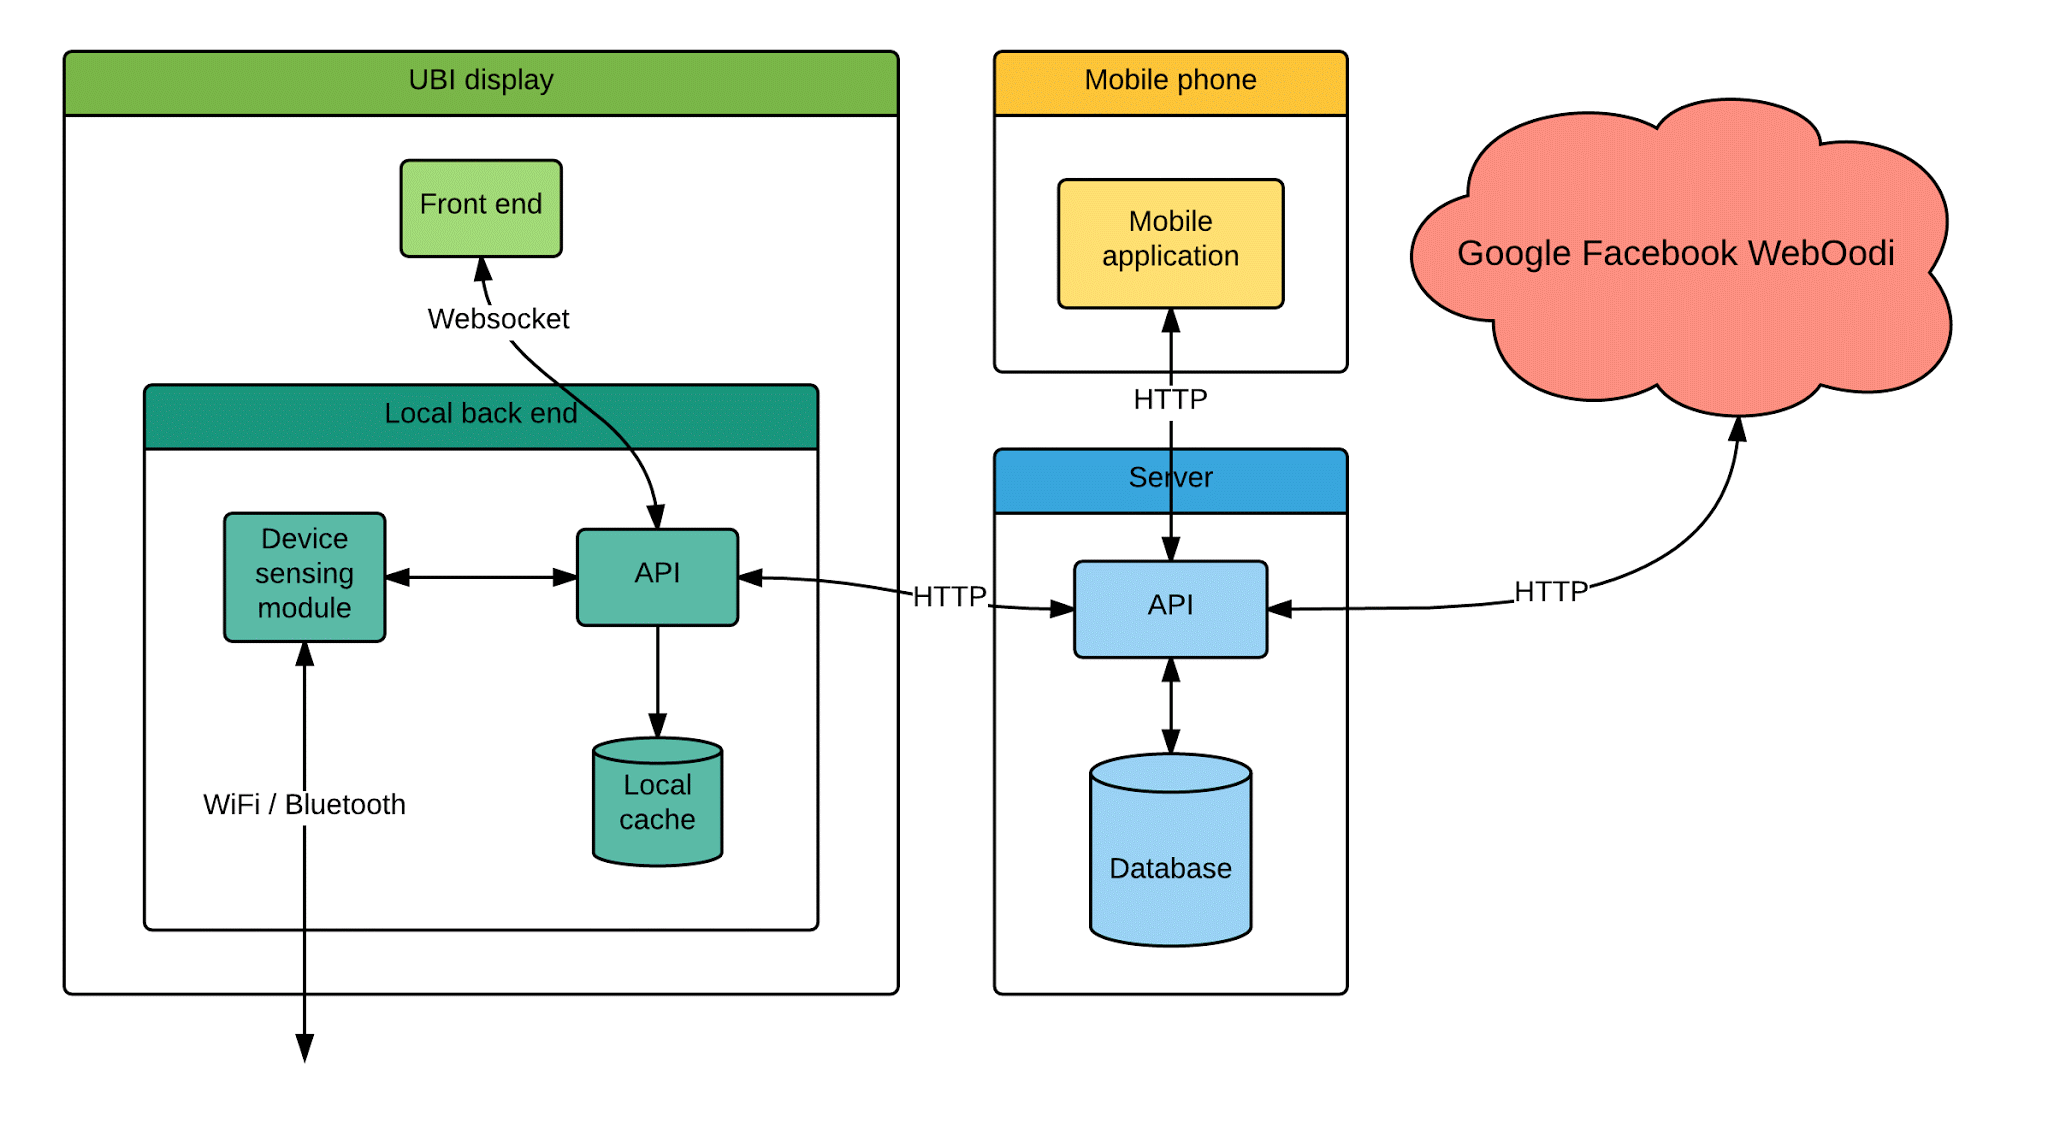 UBI display
Front end
Websocket
Local back end
Device
sensing
module
API
Local
cache
WiFi / Bluetooth
HTTP
Mobile phone
Mobile
application
HTTP
Server
API
Database
HTTP
Google Facebook WebOodi